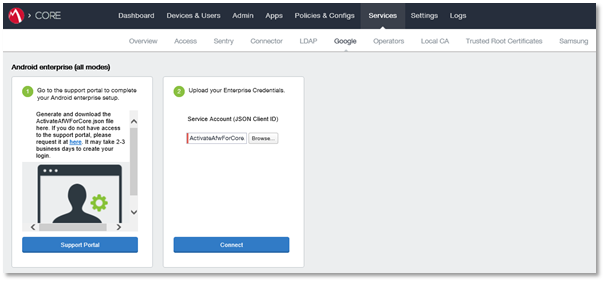 CORE Dashboard Devices & Users Admin Apps Policies & Configs Services Settings Logs
Overview Access Sentry Connector LDAP Google Operators Local CA Trusted Root Certificates Samsung
Android enterprise (all modes)
1 Go to the support portal to complete
your Android enterprise setup.
Generate and download the
ActivateAfWForCore.json file
here. If you do not have access
to the support portal, please
request it at here. It may take 2-3
business days to create your
login.
Support Portal
2 Upload your Enterprise Credentials.
Service Account (JSON Client ID)
ActivateAfwForCore. Browse...
Connect